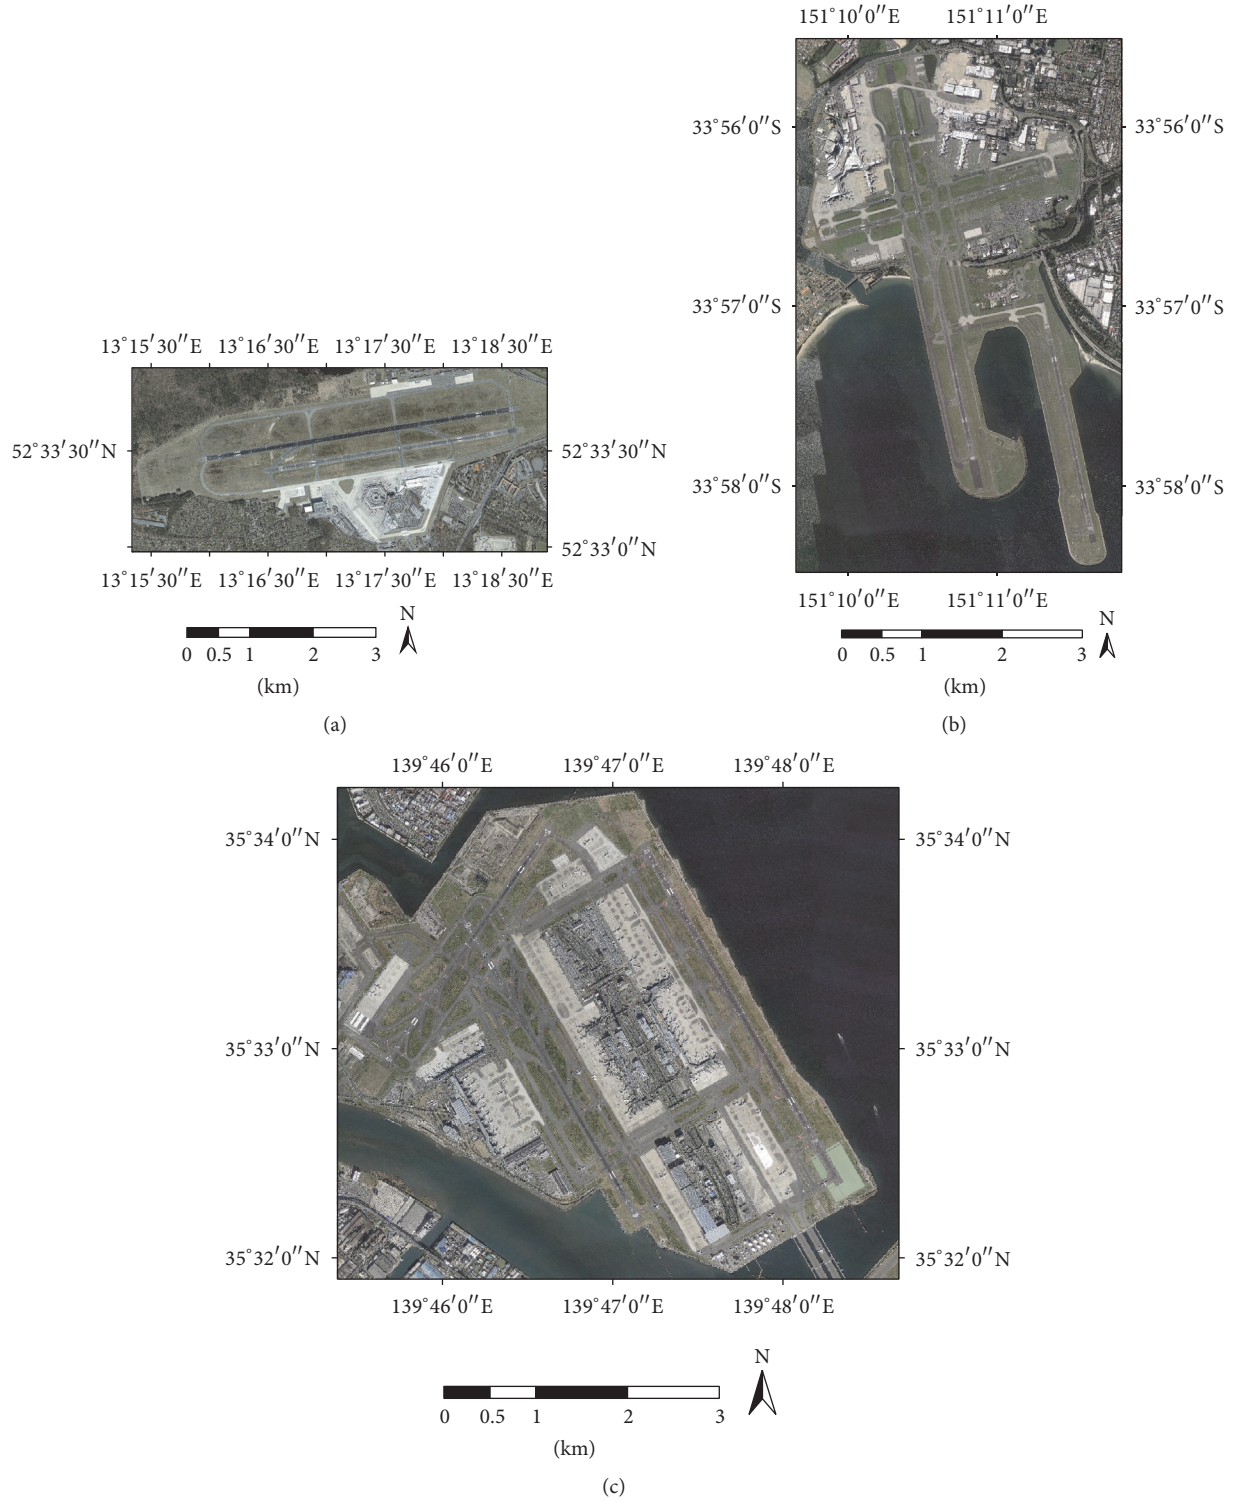 151°10′0″E 151°11′0″E
33°56′0″S 33°56′0″S
33°57′0″S 33°57′0″S
33°58′0″S 33°58′0″S
151°10′0″E 151°11′0″E
N
0 0.5 1 2 3
(km)
(b)
13°15′30″E 13°16′30″E 13°17′30″E 13°18′30″E
52°33′30″N 52°33′30″N
52°33′0″N
13°15′30″E 13°16′30″E 13°17′30″E 13°18′30″E
N
0 0.5 1 2 3
(km)
(a)
139°46′0″E 139°47′0″E 139°48′0″E
35°34′0″N 35°34′0″N
35°33′0″N 35°33′0″N
35°32′0″N 35°32′0″N
139°46′0″E 139°47′0″E 139°48′0″E
N
0 0.5 1 2 3
(km)
(c)